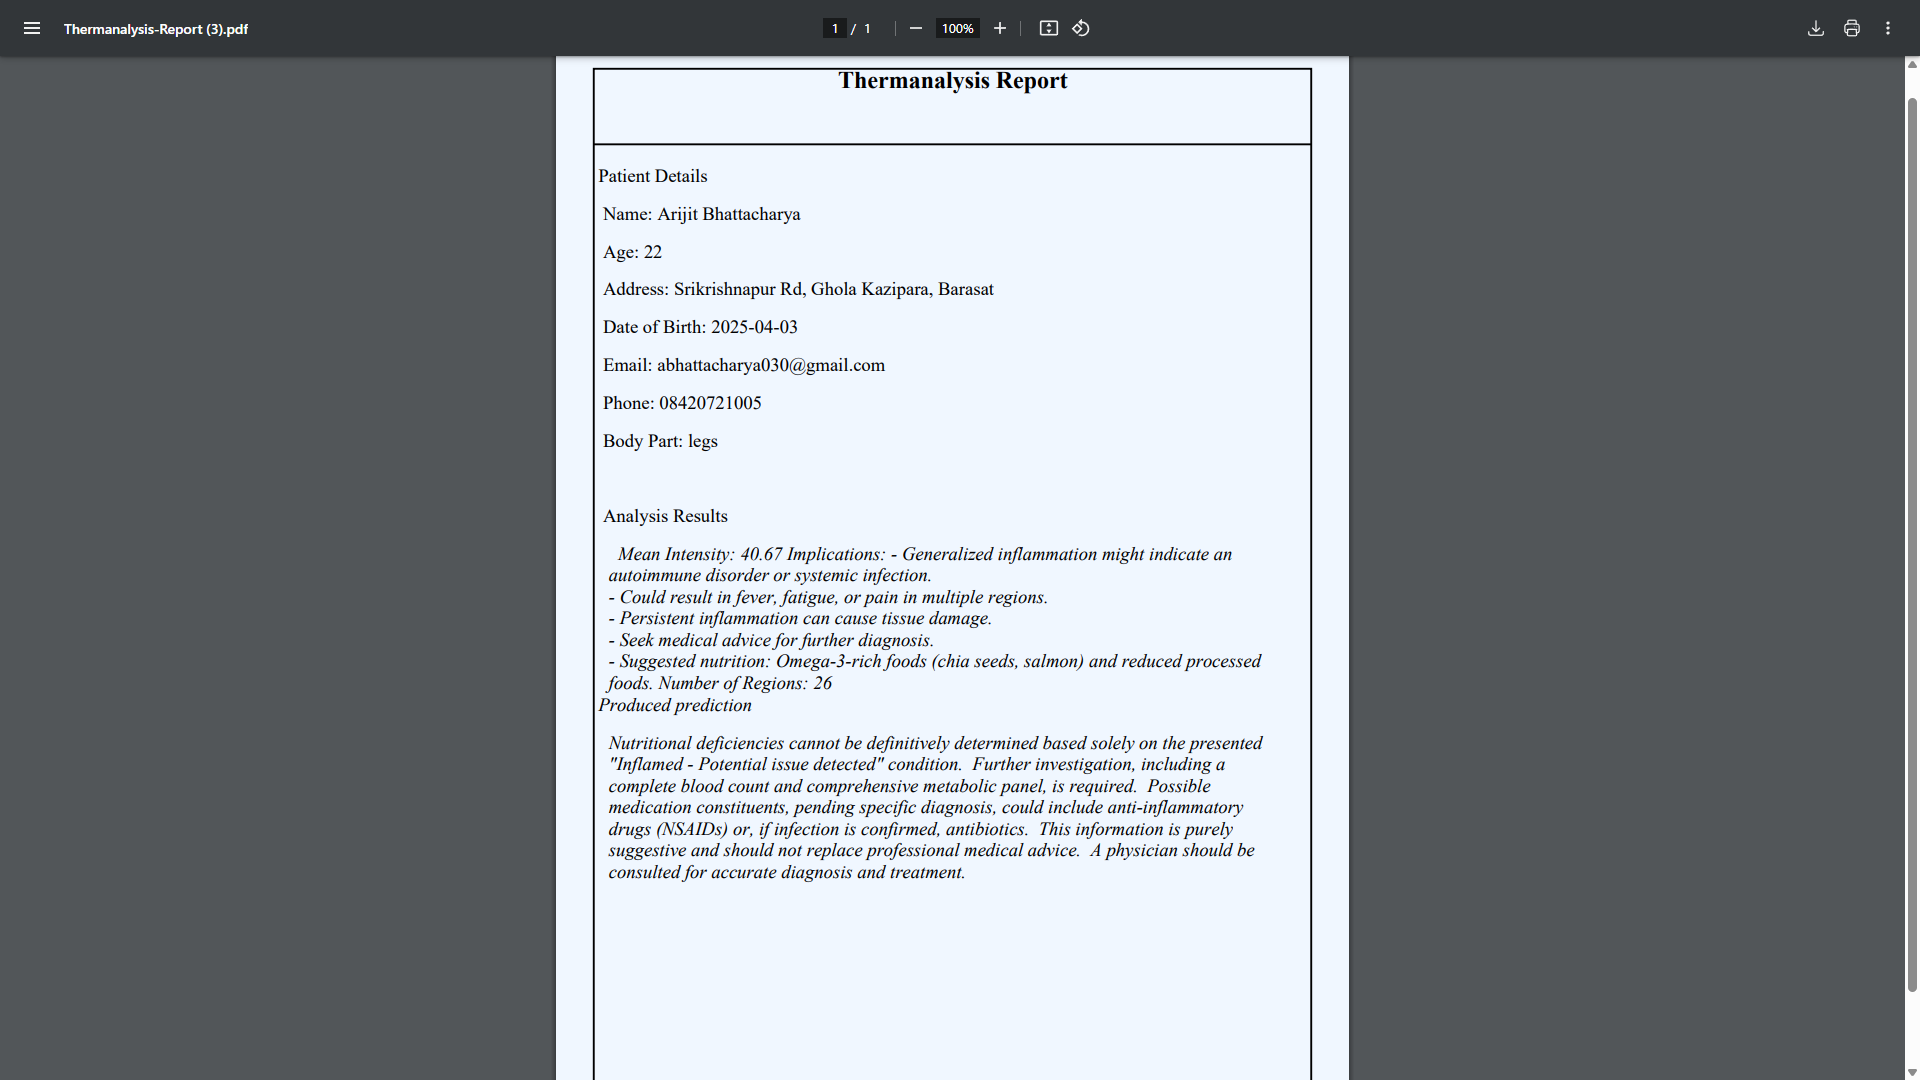 Thermanalysis-Report (3).pdf
1 / 1
100%
Thermanalysis Report
Patient Details
Name: Arijit Bhattacharya
Age: 22
Address: Srikrishnapur Rd, Ghola Kazipara, Barasat
Date of Birth: 2025-04-03
Email: abhattacharya030@gmail.com
Phone: 08420721005
Body Part: legs
Analysis Results
Mean Intensity: 40.67 Implications: - Generalized inflammation might indicate an
autoimmune disorder or systemic infection.
- Could result in fever, fatigue, or pain in multiple regions.
- Persistent inflammation can cause tissue damage.
- Seek medical advice for further diagnosis.
- Suggested nutrition: Omega-3-rich foods (chia seeds, salmon) and reduced processed
foods. Number of Regions: 26
Produced prediction
Nutritional deficiencies cannot be definitively determined based solely on the presented
"Inflamed - Potential issue detected" condition. Further investigation, including a
complete blood count and comprehensive metabolic panel, is required. Possible
medication constituents, pending specific diagnosis, could include anti-inflammatory
drugs (NSAIDs) or, if infection is confirmed, antibiotics. This information is purely
suggestive and should not replace professional medical advice. A physician should be
consulted for accurate diagnosis and treatment.